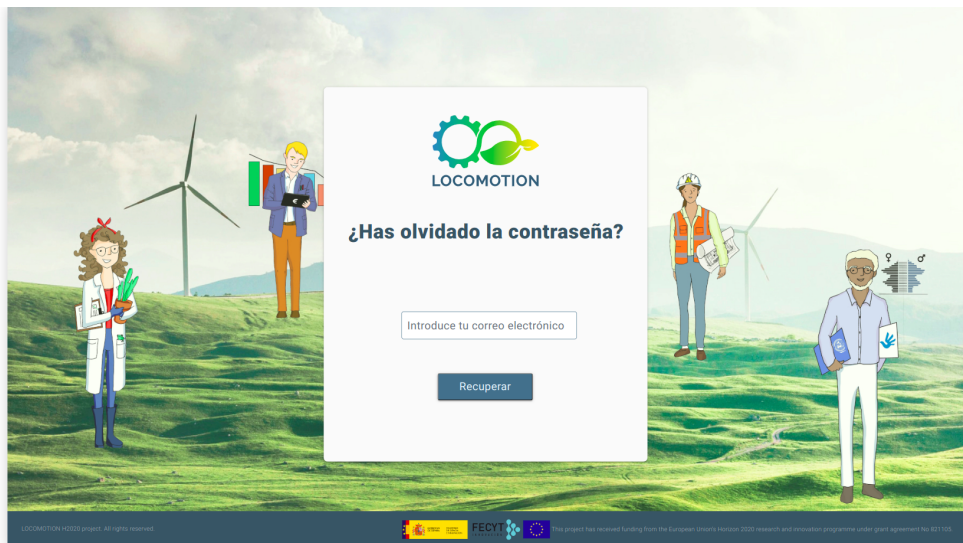 LOCOMOTION
¿Has olvidado la contraseña?
Introduce tu correo electrónico
Recuperar
LOCOMOTION H2020 project. All rights reserved.
FECYT
This project has received funding from the European Union's Horizon 2020 research and innovation programme under grant agreement No 821105